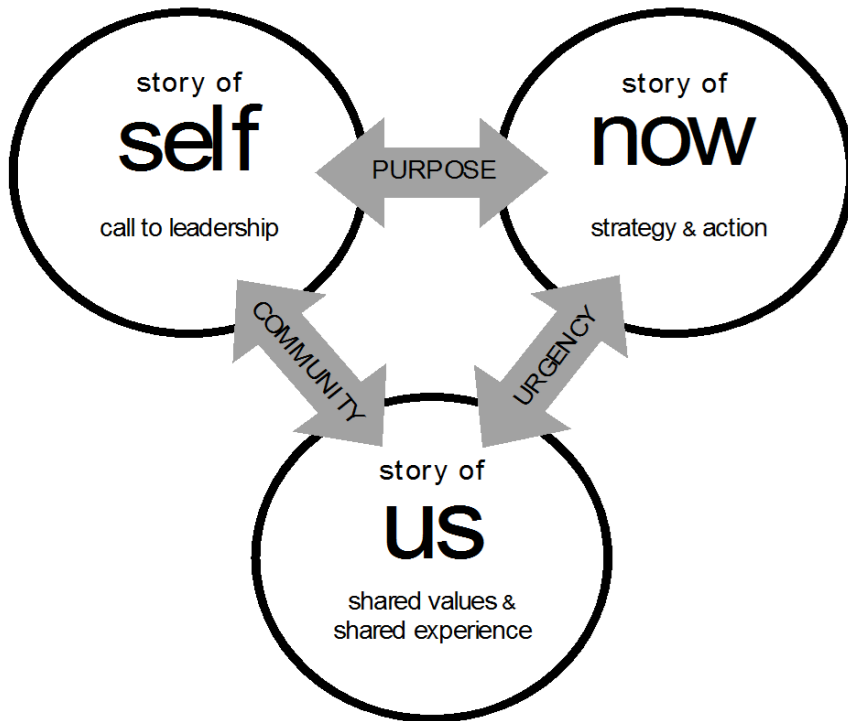 story of
self
call to leadership
PURPOSE
story of
now
strategy & action
COMMUNITY
URGENCY
story of
us
shared values &
shared experience